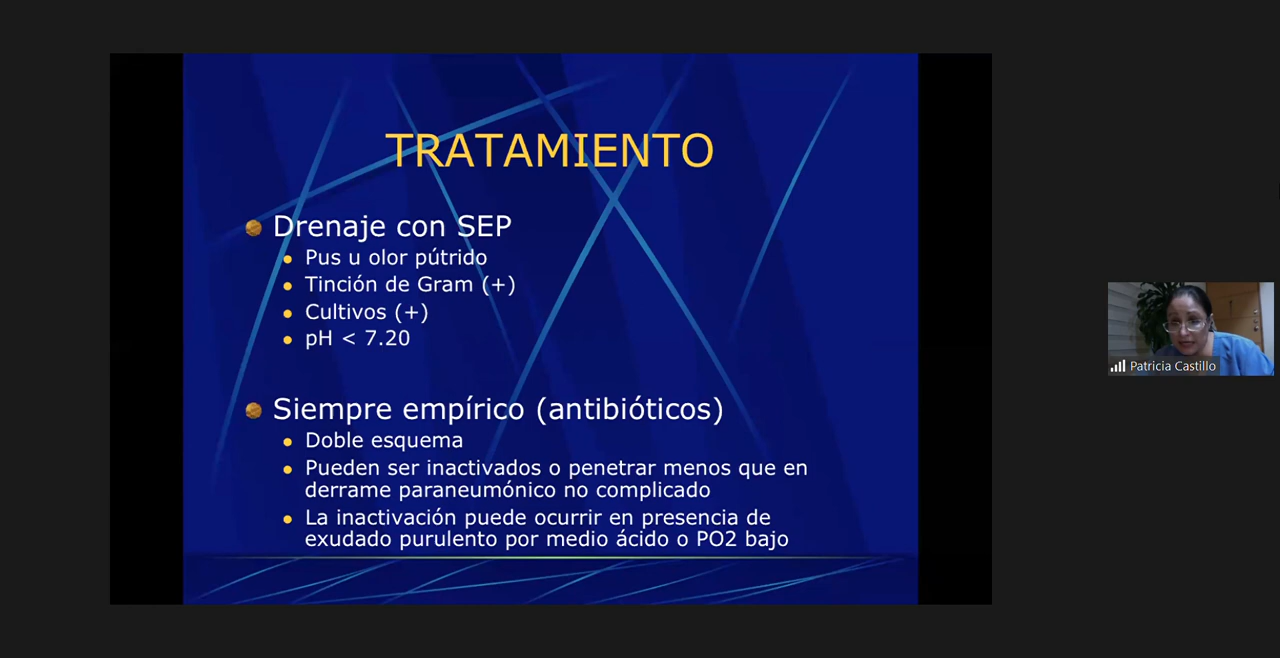 TRATAMIENTO
Drenaje con SEP
Pus u olor pútrido
Tinción de Gram (+)
Cultivos (+)
pH < 7.20
Siempre empírico (antibióticos)
Doble esquema
Pueden ser inactivados o penetrar menos que en
derrame paraneumónico no complicado
La inactivación puede ocurrir en presencia de
exudado purulento por medio ácido o PO2 bajo
Patricia Castillo